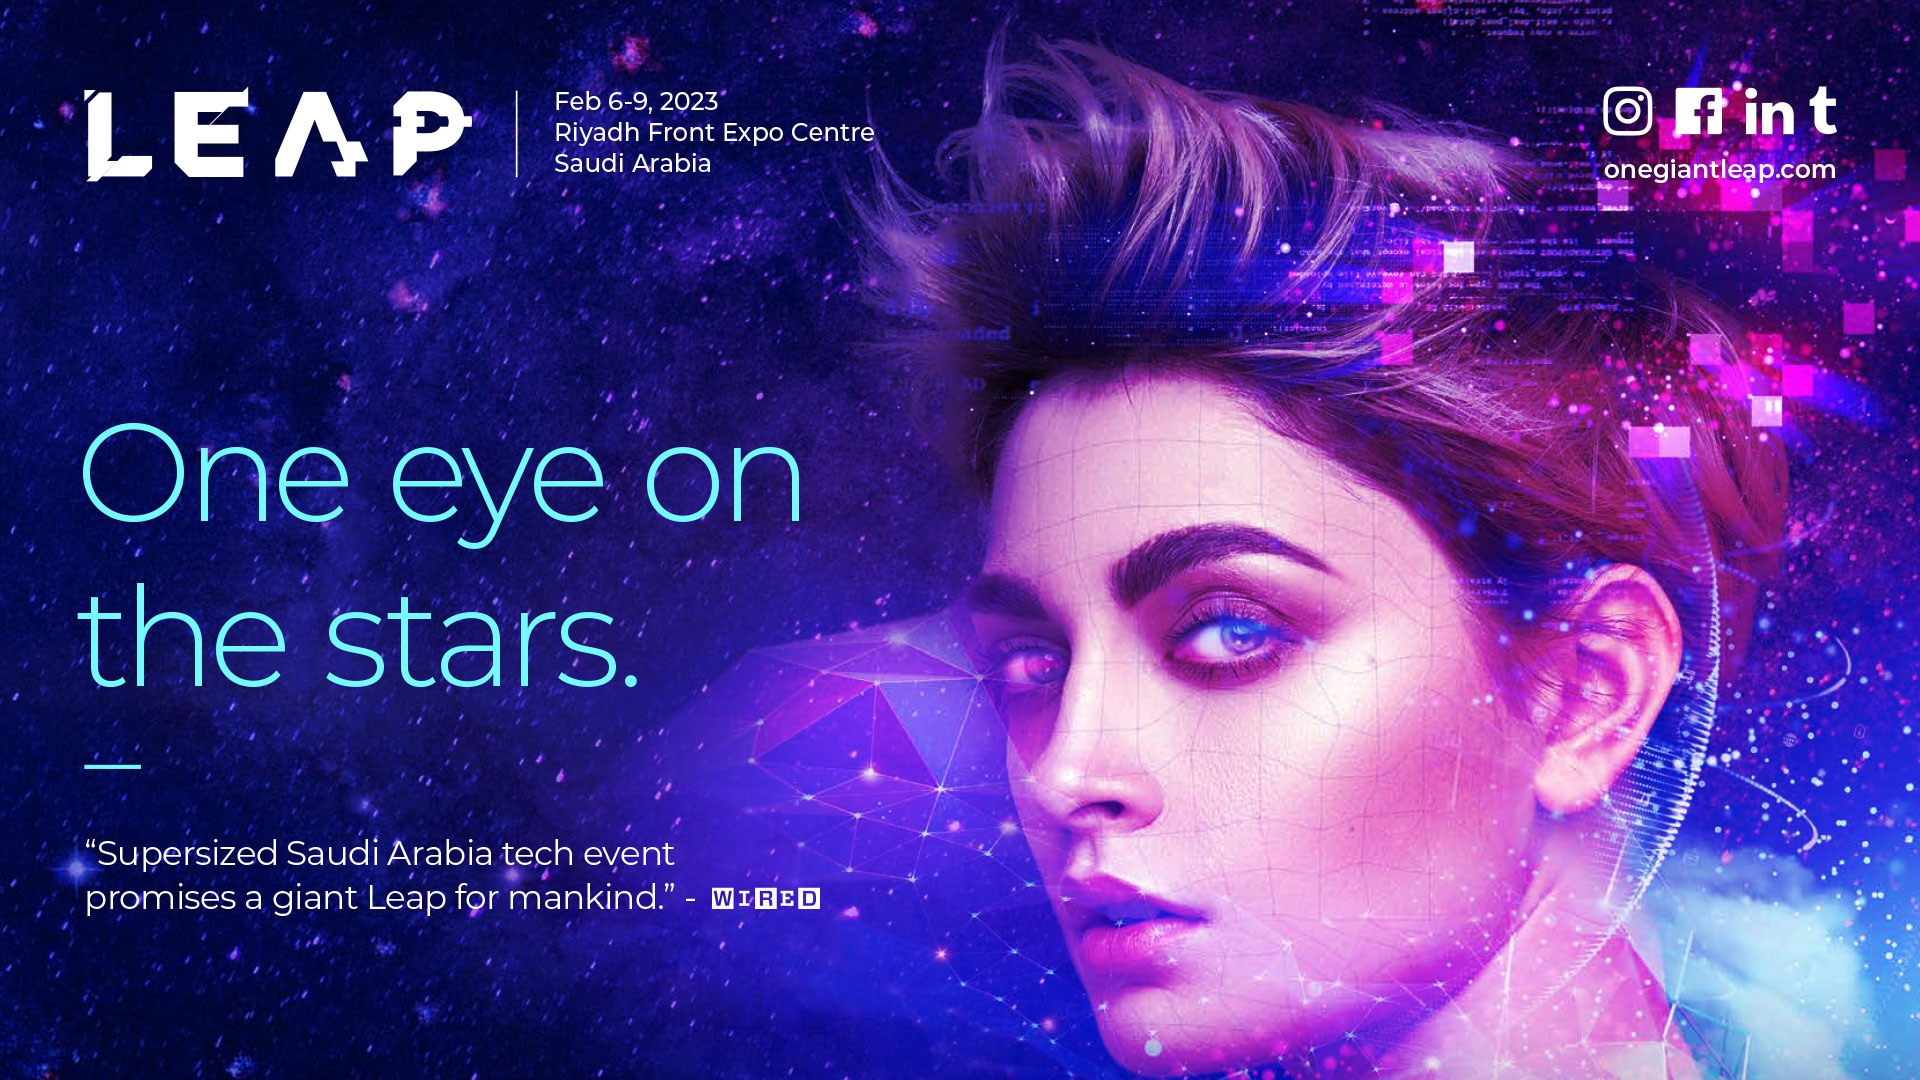 LEAP
Feb 6-9, 2023
Riyadh Front Expo Centre
Saudi Arabia
in t
onegiantleap.com
One eye on
the stars.
“Supersized Saudi Arabia tech event
promises a giant Leap for mankind.” - WIRED